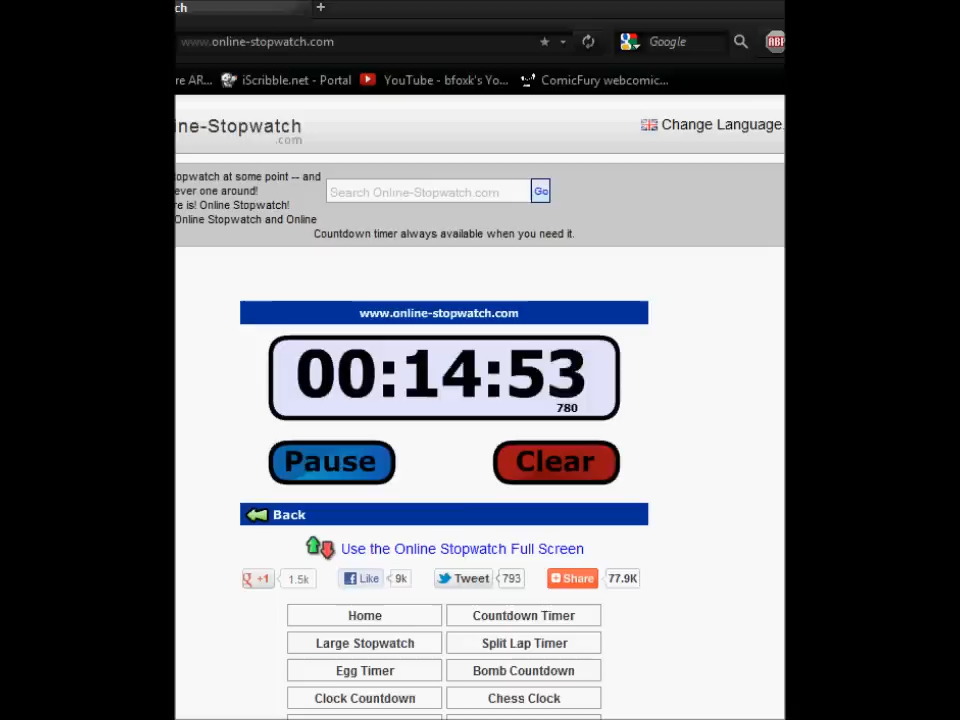 ch
+
www.online-stopwatch.com
Google
ABP
re AR...
iScribble.net - Portal
YouTube - bfoxk's Yo...
ComicFury webcomic...
ine-Stopwatch
.com
Change Language.
opwatch at some point -- and
ever one around!
re is! Online Stopwatch!
Online Stopwatch and Online
Search Online-Stopwatch.com
Go
Countdown timer always available when you need it.
www.online-stopwatch.com
00:14:53
780
Pause
Clear
Back
Use the Online Stopwatch Full Screen
+1
1.5k
Like
9k
Tweet
793
Share
77.9K
Home
Countdown Timer
Large Stopwatch
Split Lap Timer
Egg Timer
Bomb Countdown
Clock Countdown
Chess Clock